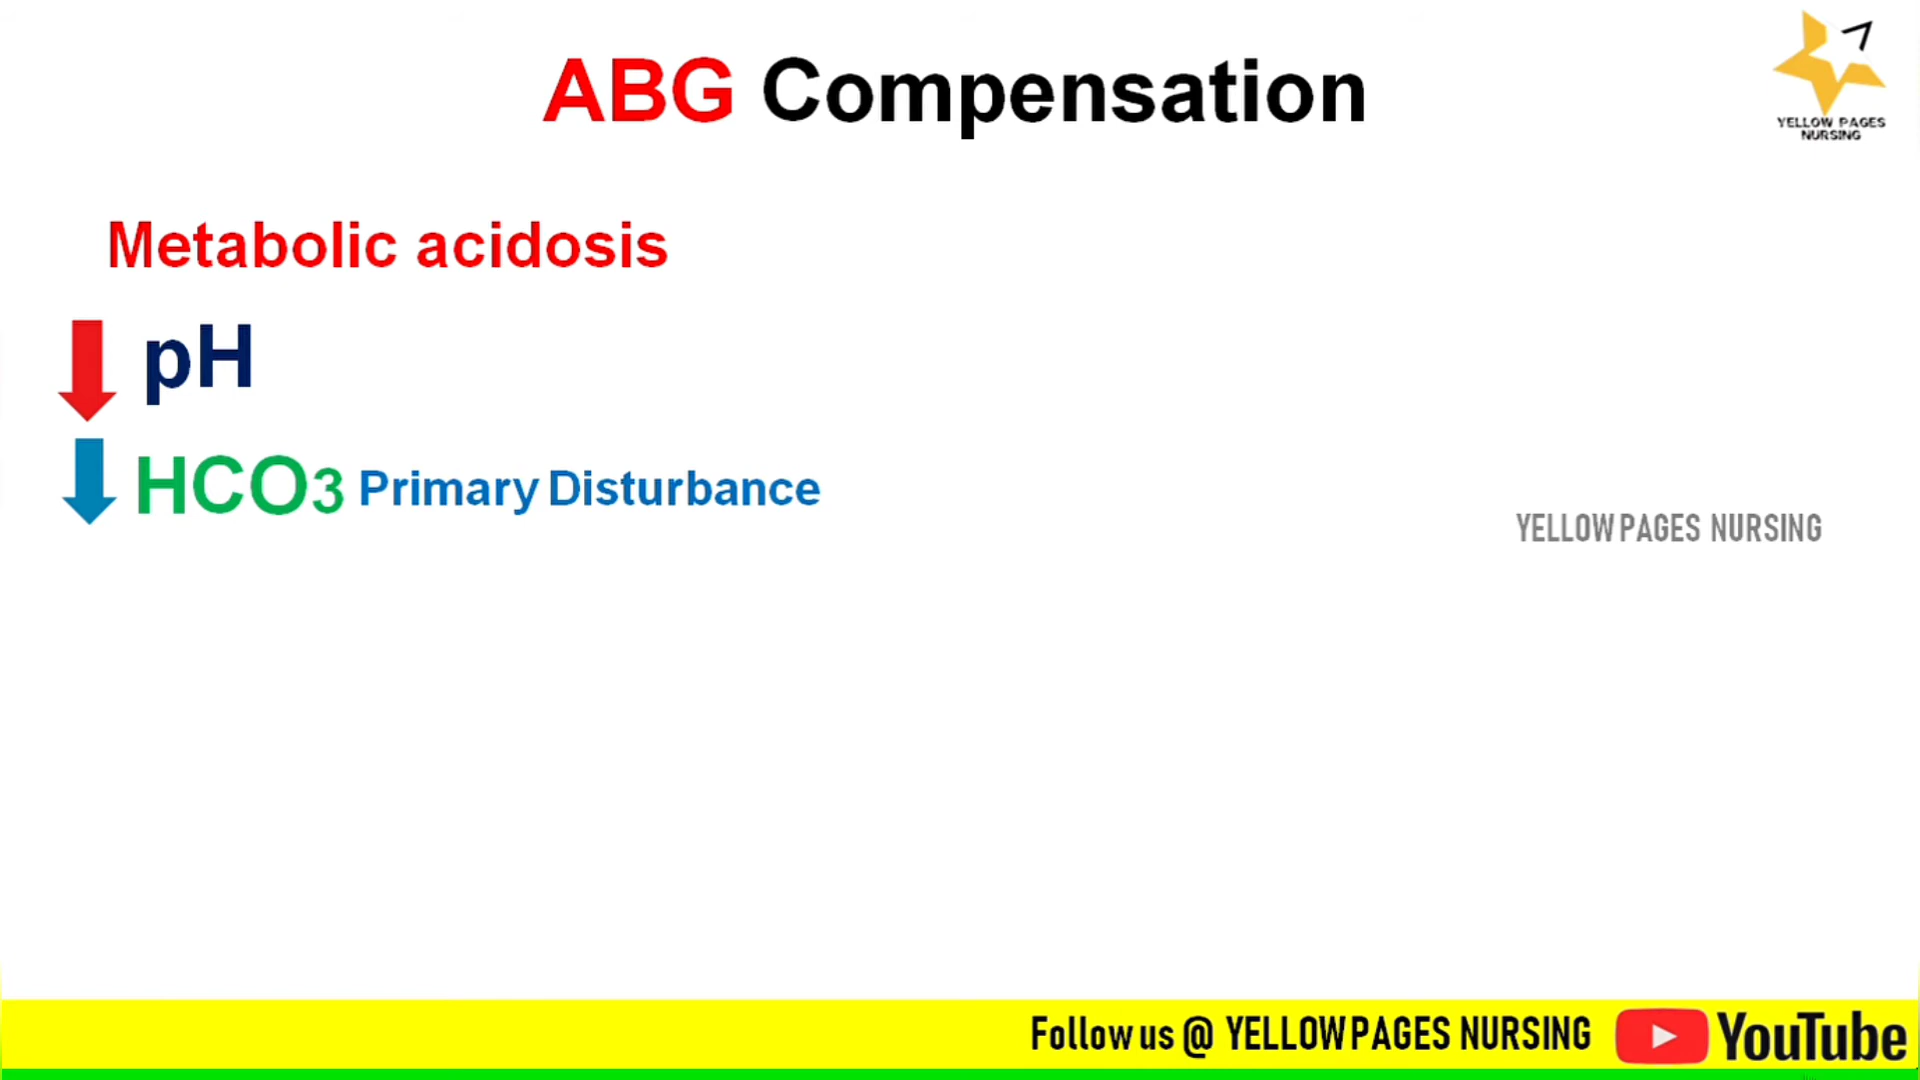 ABG Compensation
YELLOW PAGES
NURSING
Metabolic acidosis
pH
HCO3 Primary Disturbance
YELLOW PAGES NURSING
Follow us @ YELLOW PAGES NURSING YouTube